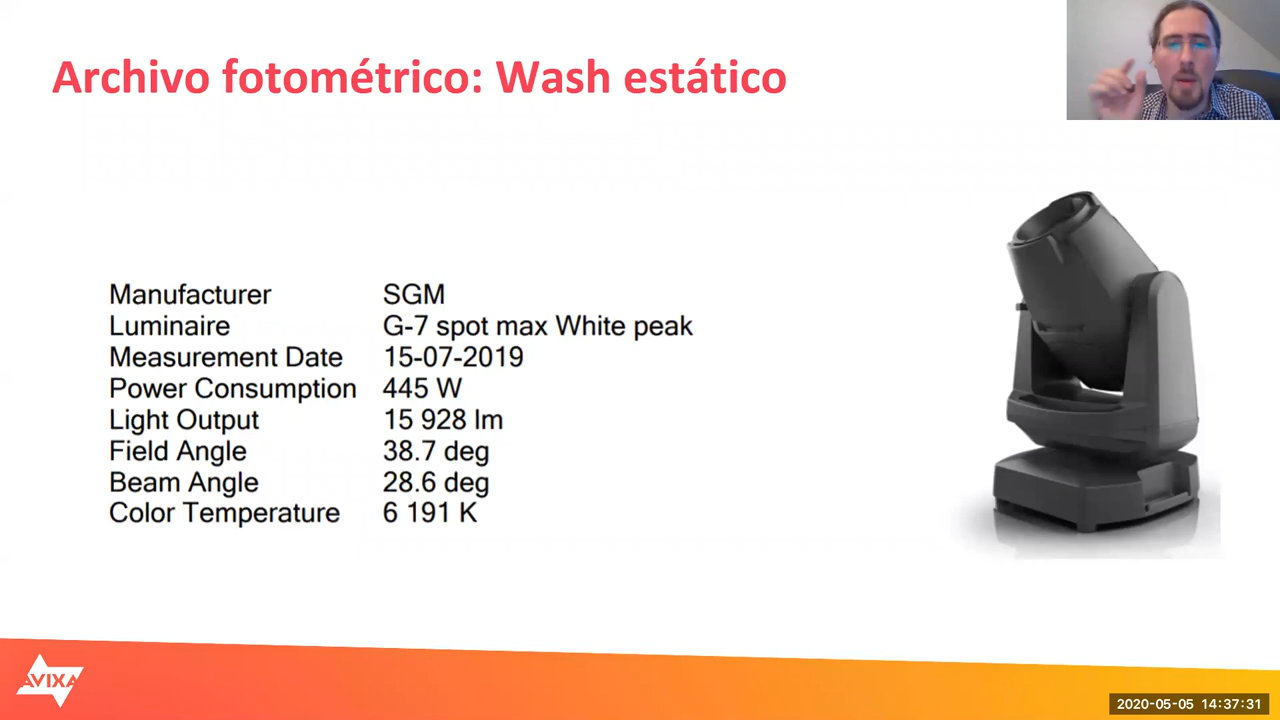 Archivo fotométrico: Wash estático
Manufacturer SGM
Luminaire G-7 spot max White peak
Measurement Date 15-07-2019
Power Consumption 445 W
Light Output 15 928 lm
Field Angle 38.7 deg
Beam Angle 28.6 deg
Color Temperature 6 191 K
AVIXA
2020-05-05 14:37:31